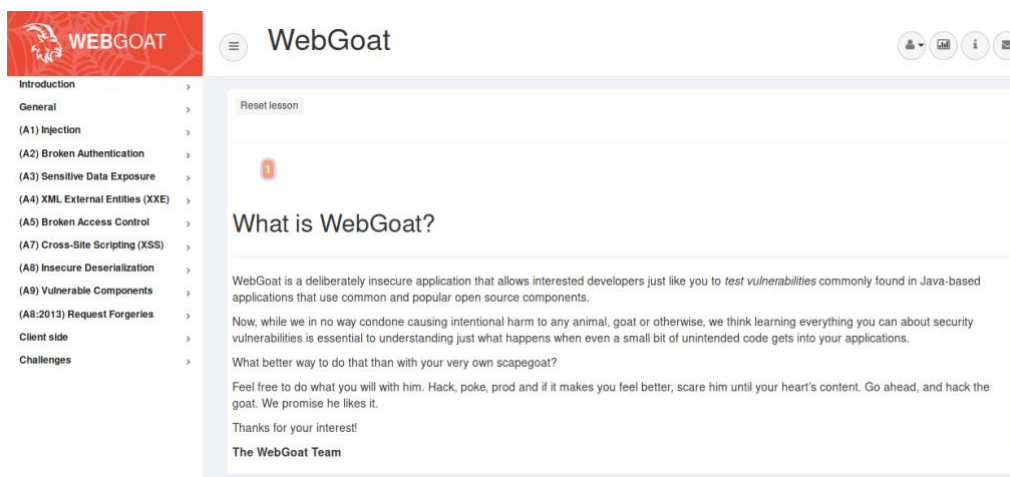 WEBGOAT
WebGoat
Introduction
General
(A1) Injection
(A2) Broken Authentication
(A3) Sensitive Data Exposure
(A4) XML External Entities (XXE)
(A5) Broken Access Control
(A7) Cross-Site Scripting (XSS)
(A8) Insecure Deserialization
(A9) Vulnerable Components
(A8:2013) Request Forgeries
Client side
Challenges
Reset lesson
1
What is WebGoat?
WebGoat is a deliberately insecure application that allows interested developers just like you to test vulnerabilities commonly found in Java-based
applications that use common and popular open source components.
Now, while we in no way condone causing intentional harm to any animal, goat or otherwise, we think learning everything you can about security
vulnerabilities is essential to understanding just what happens when even a small bit of unintended code gets into your applications.
What better way to do that than with your very own scapegoat?
Feel free to do what you will with him. Hack, poke, prod and if it makes you feel better, scare him until your heart's content. Go ahead, and hack the
goat. We promise he likes it.
Thanks for your interest!
The WebGoat Team